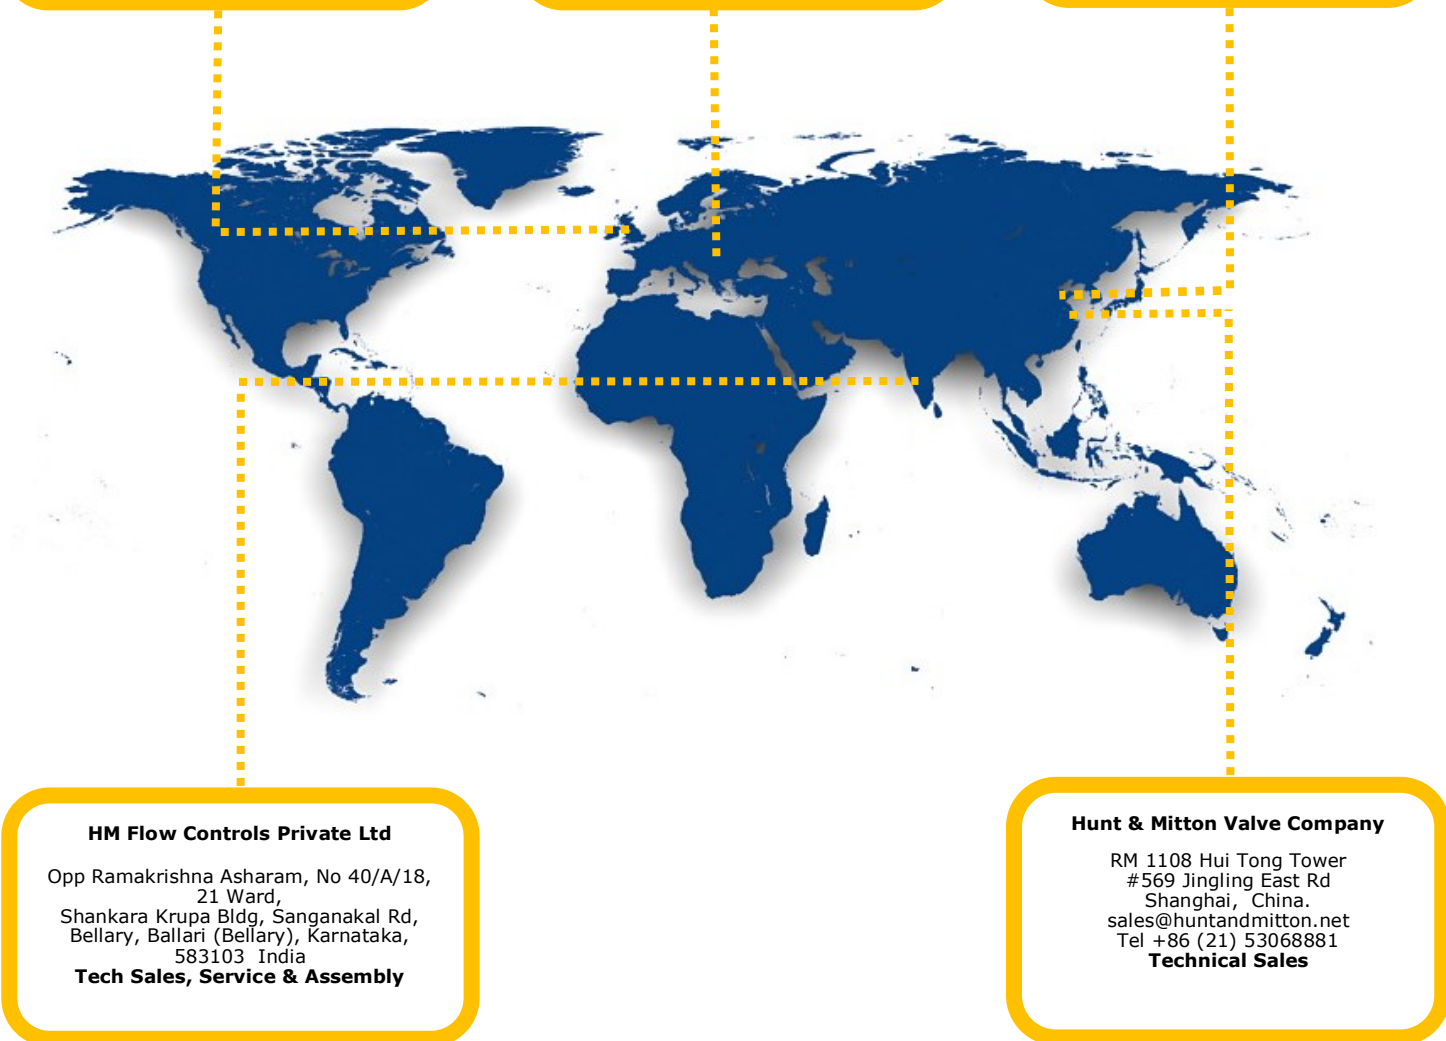 HM Flow Controls Private Ltd
Opp Ramakrishna Asharam, No 40/A/18,
21 Ward,
Shankara Krupa Bldg, Sanganakal Rd,
Bellary, Ballari (Bellary), Karnataka,
583103 India
Tech Sales, Service & Assembly
Hunt & Mitton Valve Company
RM 1108 Hui Tong Tower
#569 Jingling East Rd
Shanghai, China.
sales@huntandmitton.net
Tel +86 (21) 53068881
Technical Sales